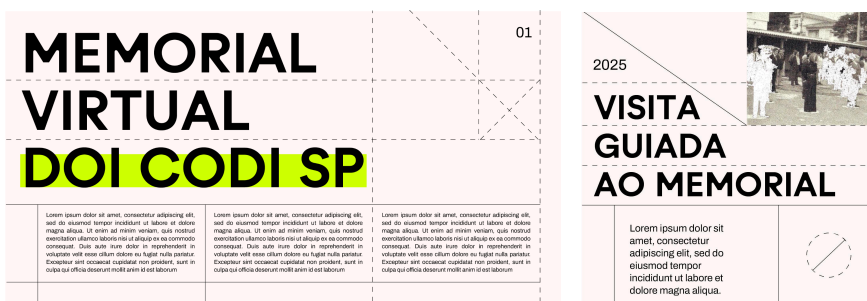 MEMORIAL
VIRTUAL
DOI CODI SP
01
Lorem ipsum dolor sit amet, consectetur adipiscing elit,
sed do eiusmod tempor incididunt ut labore et dolore
magna aliqua. Ut enim ad minim veniam, quis nostrud
exercitation ullamco laboris nisi ut aliquip ex ea commodo
consequat. Duis aute irure dolor in reprehenderit in
voluptate velit esse cillum dolore eu fugiat nulla pariatur.
Excepteur sint occaecat cupidatat non proident, sunt in
culpa qui officia deserunt mollit anim id est laborum
Lorem ipsum dolor sit amet, consectetur adipiscing elit,
sed do eiusmod tempor incididunt ut labore et dolore
magna aliqua. Ut enim ad minim veniam, quis nostrud
exercitation ullamco laboris nisi ut aliquip ex ea commodo
consequat. Duis aute irure dolor in reprehenderit in
voluptate velit esse cillum dolore eu fugiat nulla pariatur.
Excepteur sint occaecat cupidatat non proident, sunt in
culpa qui officia deserunt mollit anim id est laborum
Lorem ipsum dolor sit amet, consectetur adipiscing elit,
sed do eiusmod tempor incididunt ut labore et dolore
magna aliqua. Ut enim ad minim veniam, quis nostrud
exercitation ullamco laboris nisi ut aliquip ex ea commodo
consequat. Duis aute irure dolor in reprehenderit in
voluptate velit esse cillum dolore eu fugiat nulla pariatur.
Excepteur sint occaecat cupidatat non proident, sunt in
culpa qui officia deserunt mollit anim id est laborum
2025
VISITA
GUIADA
AO MEMORIAL
Lorem ipsum dolor sit
amet, consectetur
adipiscing elit, sed do
eiusmod tempor
incididunt ut labore et
dolore magna aliqua.